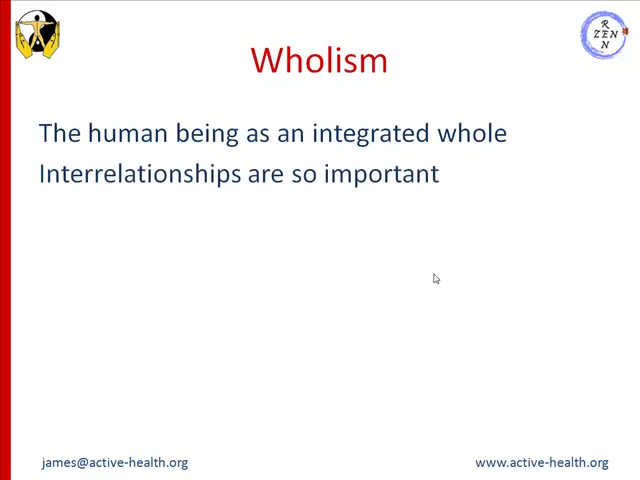 Wholism
R
ZEN
N
The human being as an integrated whole
Interrelationships are so important
james@active-health.org
www.active-health.org